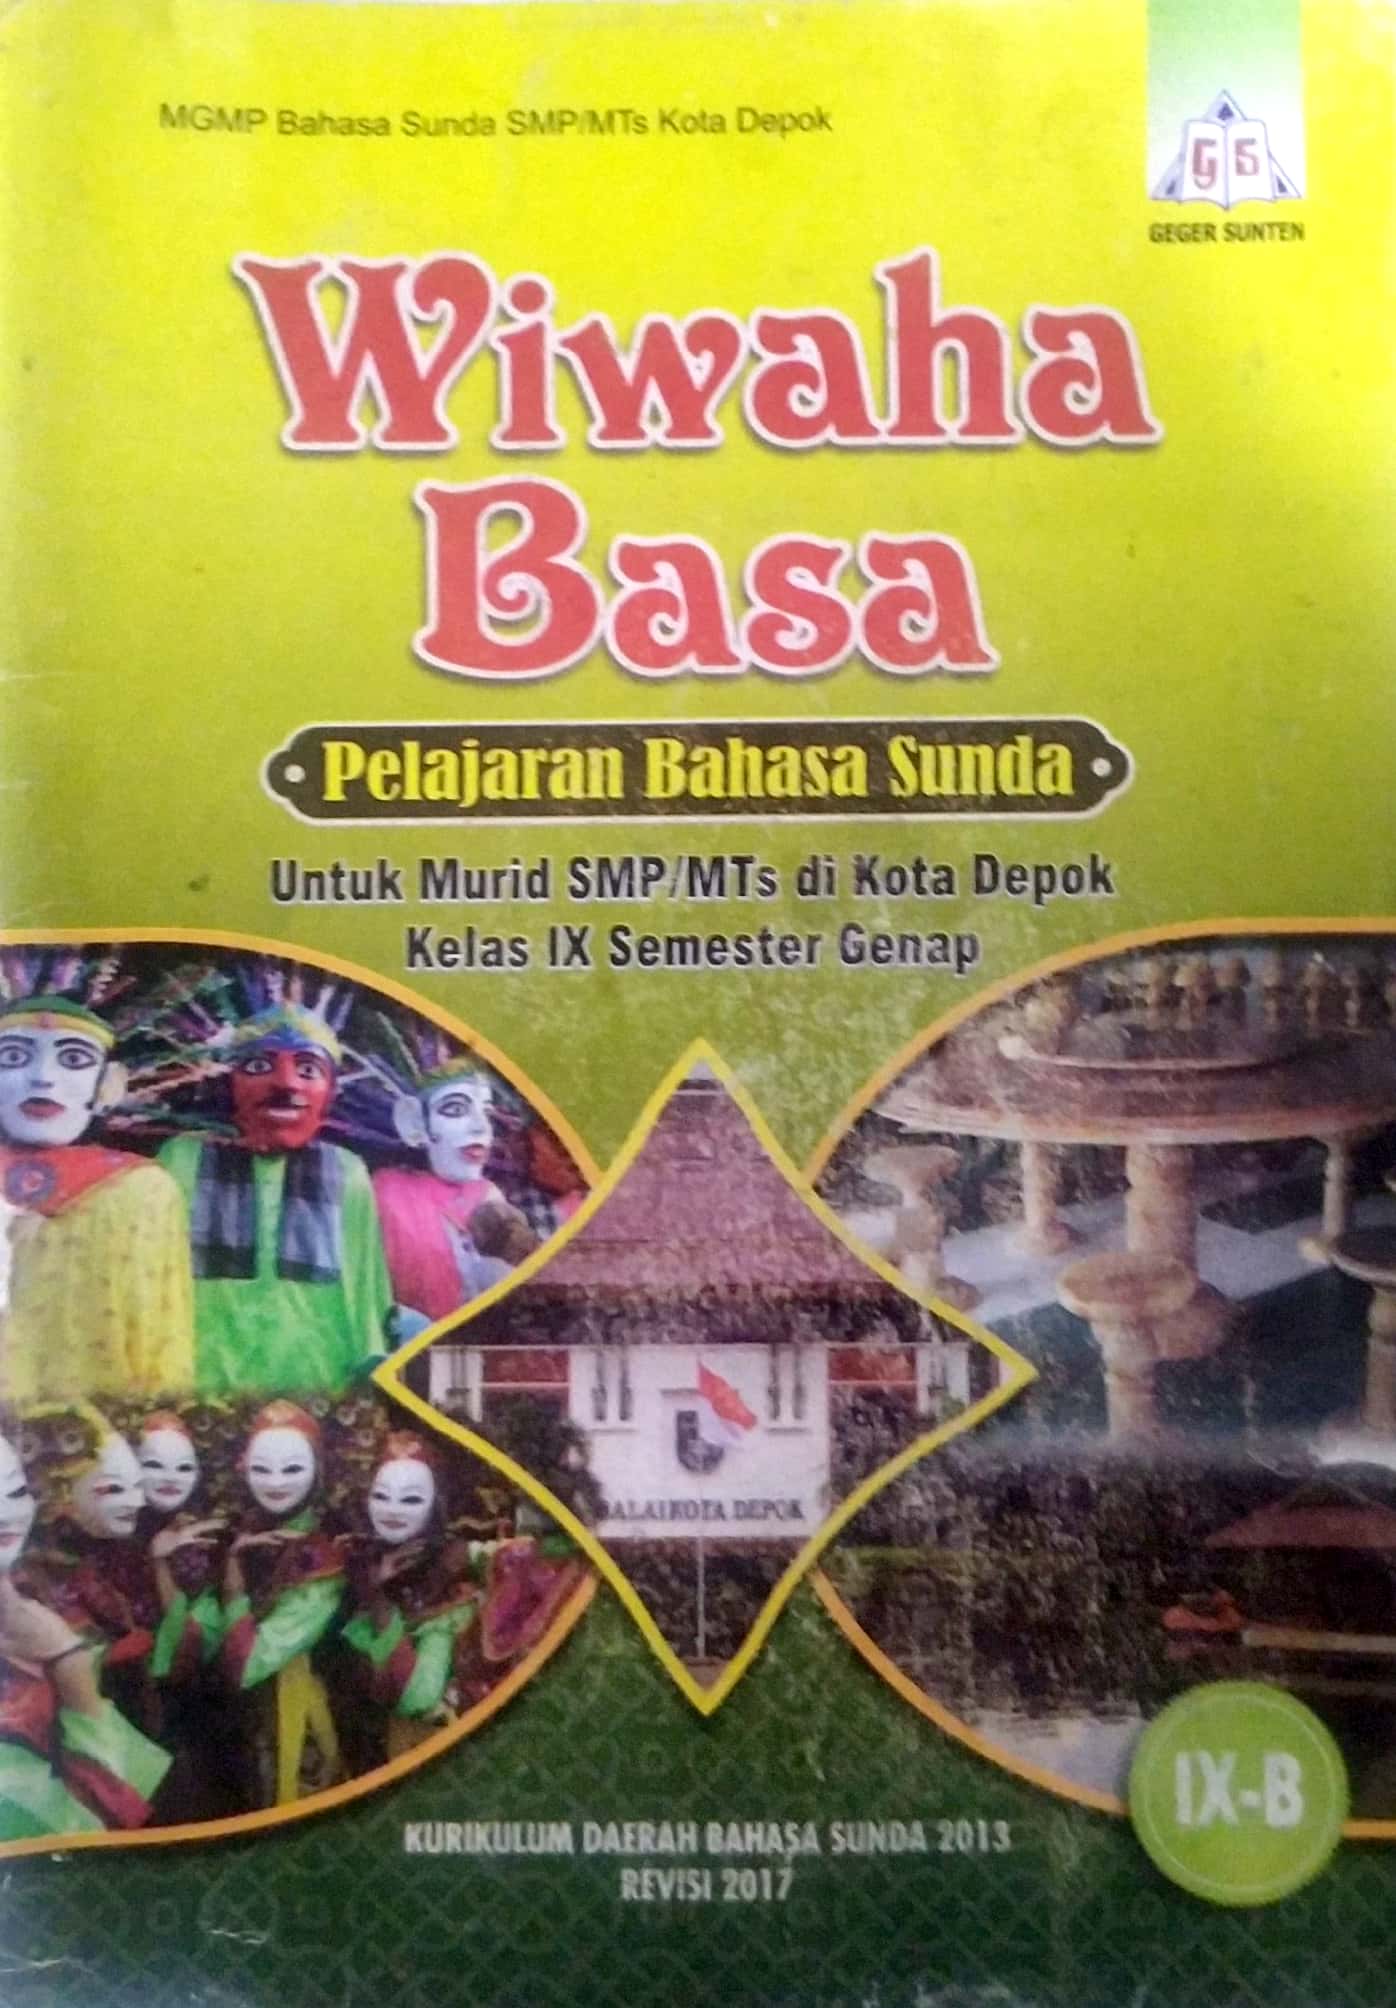 MGMP Bahasa Sunda SMP/MTs Kota Depok
GS
GEGER SUNTEN
Wiwaha
Basa
Pelajaran Bahasa Sunda
Untuk Murid SMP/MTs di Kota Depok
Kelas IX Semester Genap
BALAIKOTA DEPOK
IX-B
KURIKULUM DAERAH BAHASA SUNDA 2013
REVISI 2017